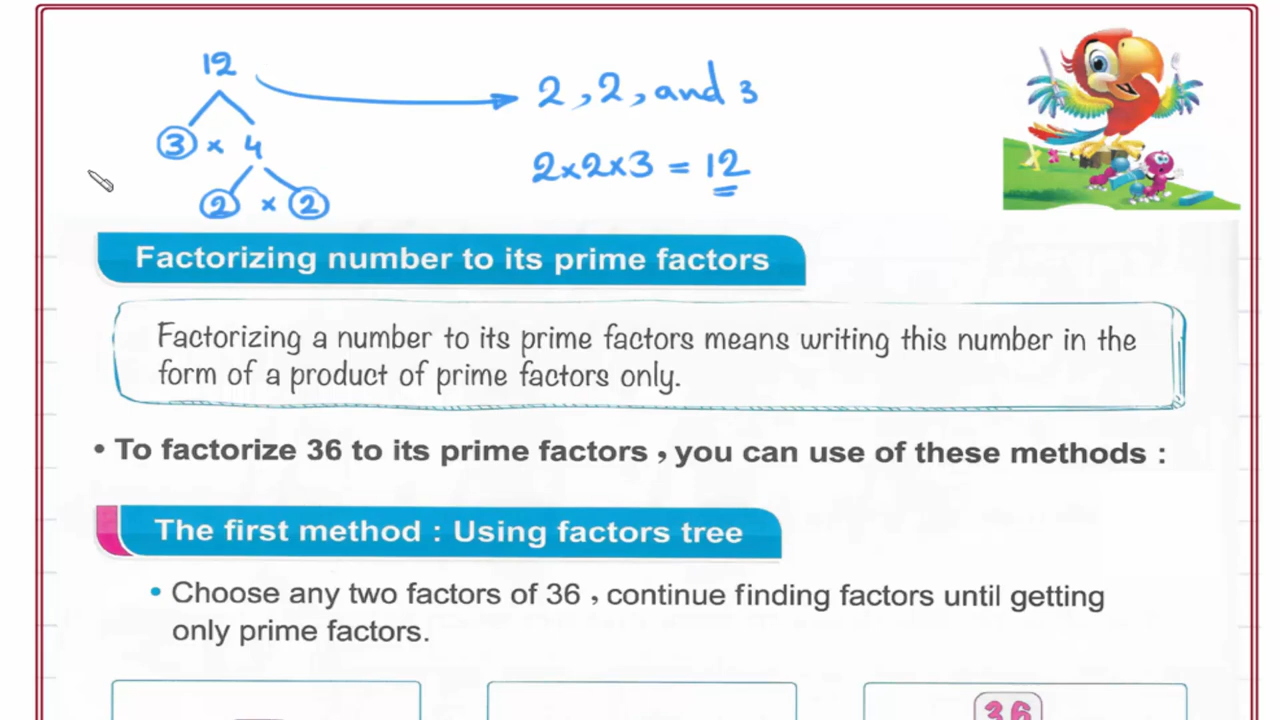 12
2, 2, and 3
3 × 4
2×2×3 = 12
2 × 2
Factorizing number to its prime factors
Factorizing a number to its prime factors means writing this number in the
form of a product of prime factors only.
• To factorize 36 to its prime factors, you can use of these methods :
The first method : Using factors tree
• Choose any two factors of 36, continue finding factors until getting
only prime factors.
36